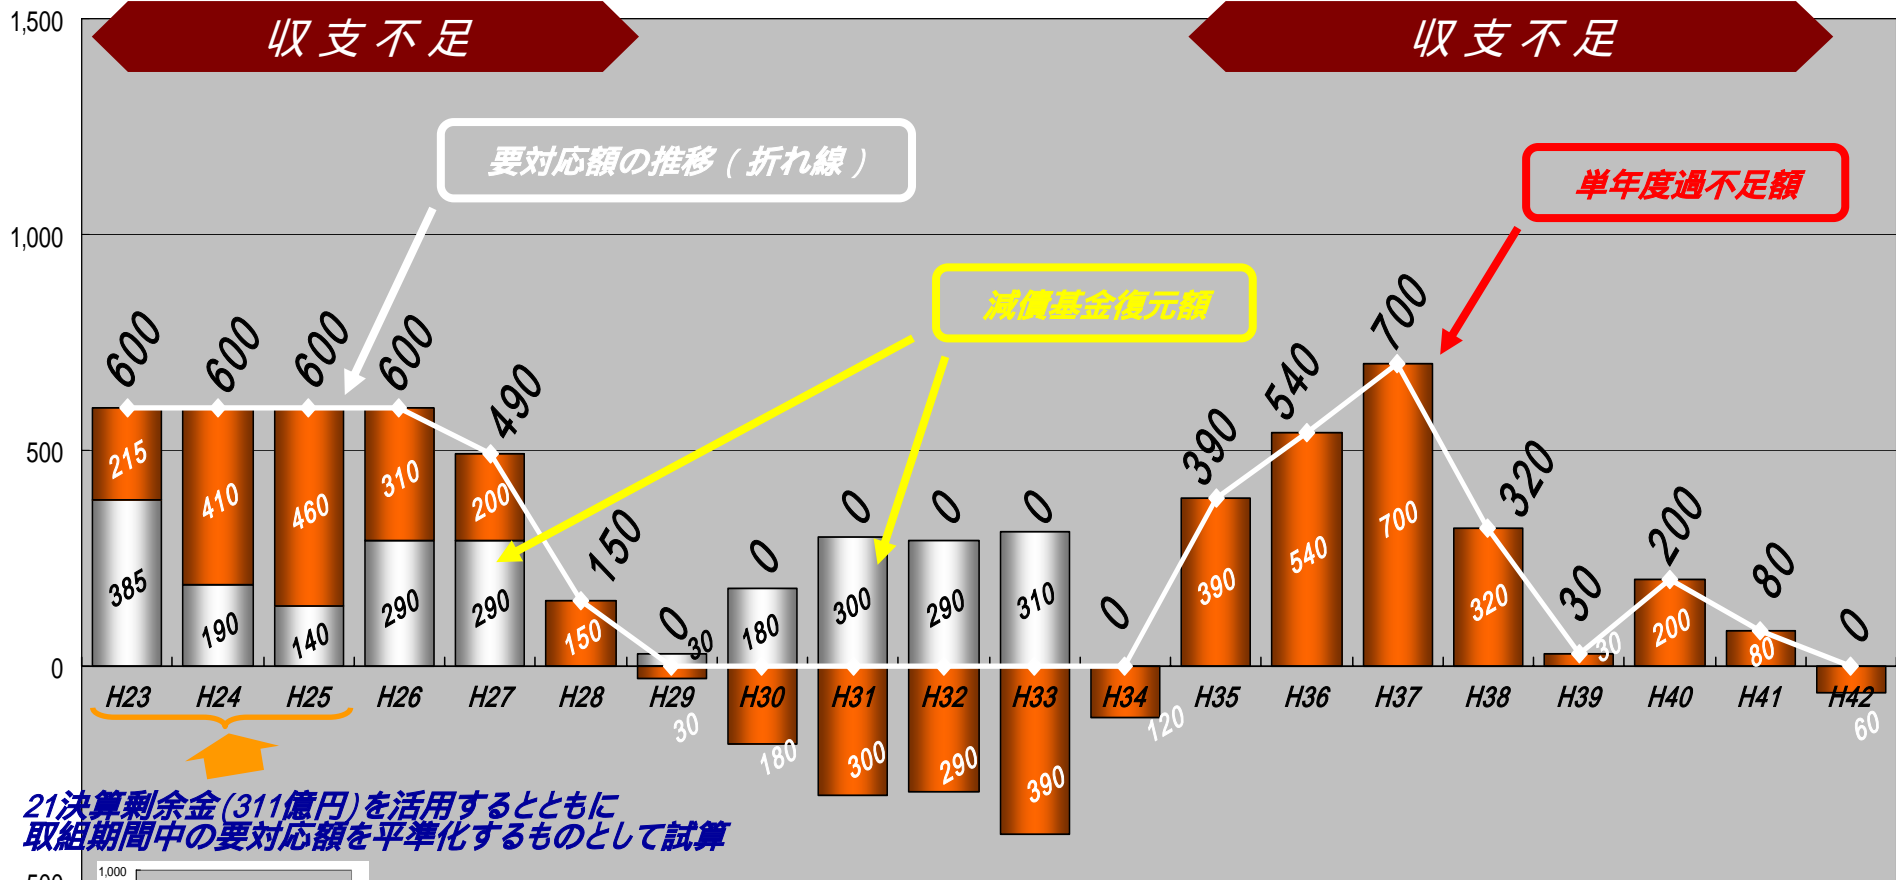 収支不足
収支不足
1,500
1,000
500
0
500
要対応額の推移（折れ線）
単年度過不足額
減債基金復元額
600
600
600
600
490
150
0
0
0
0
0
0
390
540
700
320
30
200
80
0
215
410
460
310
200
150
385
190
140
290
290
30
180
300
290
310
390
540
700
320
30
200
80
H23
H24
H25
H26
H27
H28
H29
H30
H31
H32
H33
H34
H35
H36
H37
H38
H39
H40
H41
H42
30
180
300
290
390
120
60
21決算剰余金(311億円)を活用するとともに
取組期間中の要対応額を平準化するものとして試算
1,000